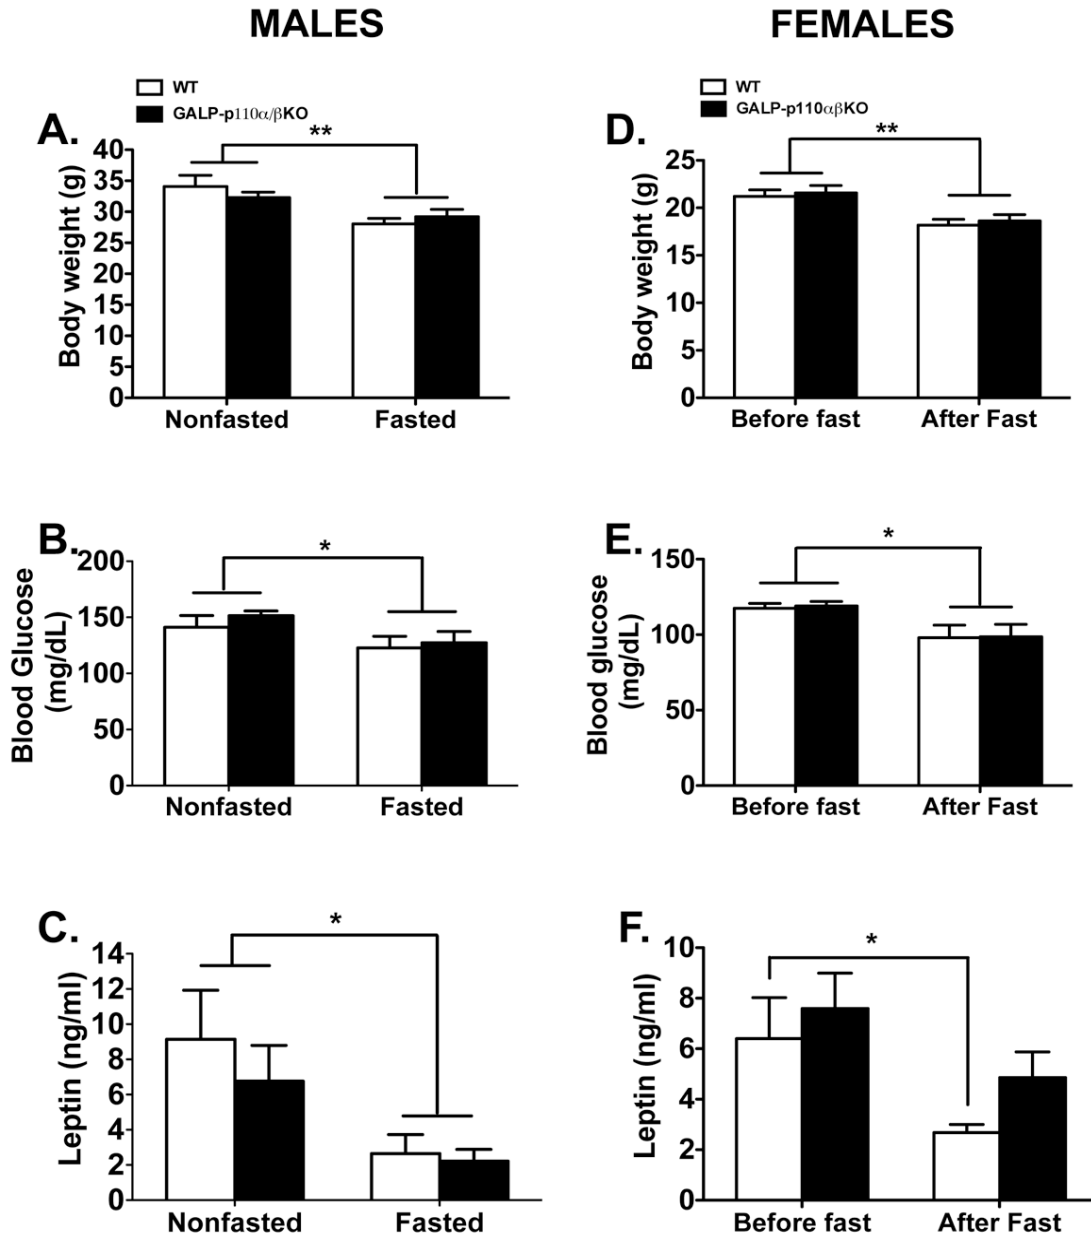 MALES
FEMALES
WT
GALP-p110α/βKO
A.
**
Body weight (g)
40
35
30
25
20
15
10
5
0
Nonfasted
Fasted
WT
GALP-p110αβKO
D.
**
Body weight (g)
25
20
15
10
5
0
Before fast
After Fast
B.
*
Blood Glucose
(mg/dL)
200
150
100
50
0
Nonfasted
Fasted
E.
*
Blood glucose
(mg/dL)
150
100
50
0
Before fast
After Fast
C.
*
Leptin (ng/ml)
14
12
10
8
6
4
2
0
Nonfasted
Fasted
F.
*
Leptin (ng/ml)
10
8
6
4
2
0
Before fast
After Fast